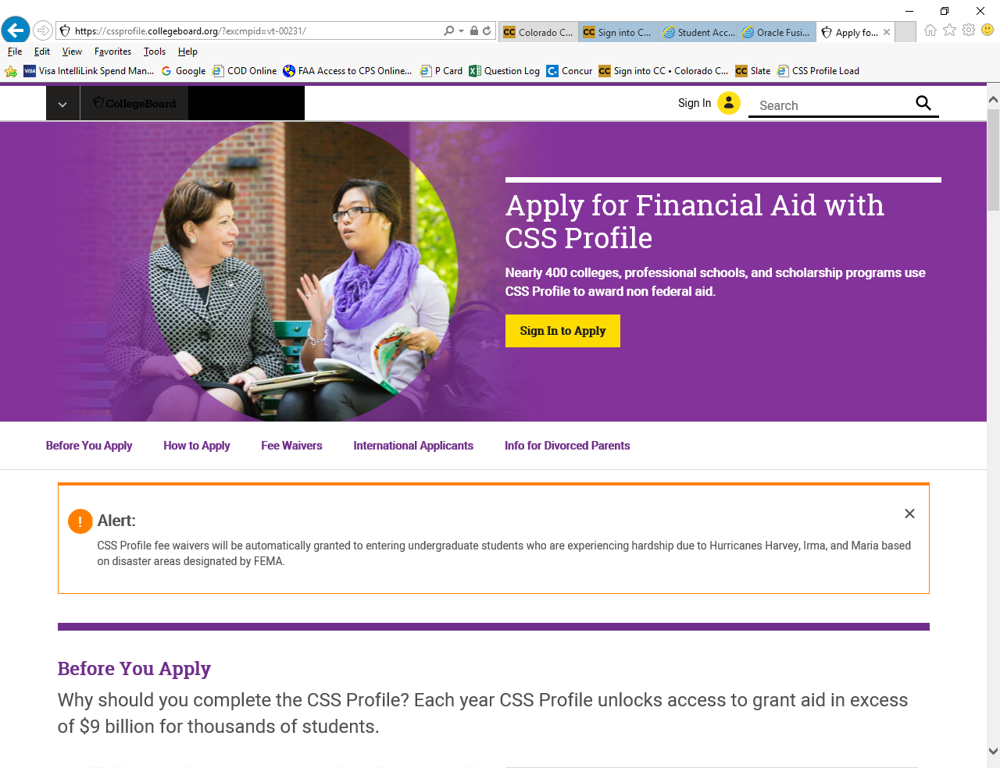 https://cssprofile.collegeboard.org/?excmpid=vt-00231/
CC Colorado C...
CC Sign into C...
Student Acc...
Oracle Fusi...
Apply fo...
File Edit View Favorites Tools Help
VISA Visa IntelliLink Spend Man...
G Google
COD Online
FAA Access to CPS Online...
P Card
Question Log
C Concur
CC Sign into CC • Colorado C...
CC Slate
CSS Profile Load
CollegeBoard
Sign In
Search
Apply for Financial Aid with
CSS Profile
Nearly 400 colleges, professional schools, and scholarship programs use
CSS Profile to award non federal aid.
Sign In to Apply
Before You Apply
How to Apply
Fee Waivers
International Applicants
Info for Divorced Parents
! Alert:
CSS Profile fee waivers will be automatically granted to entering undergraduate students who are experiencing hardship due to Hurricanes Harvey, Irma, and Maria based
on disaster areas designated by FEMA.
Before You Apply
Why should you complete the CSS Profile? Each year CSS Profile unlocks access to grant aid in excess
of $9 billion for thousands of students.